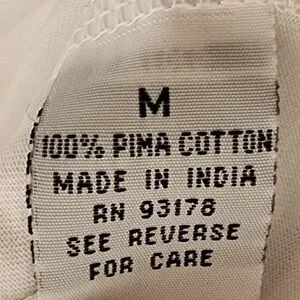 M
100% PIMA COTTON
MADE IN INDIA
RN 93178
SEE REVERSE
FOR CARE